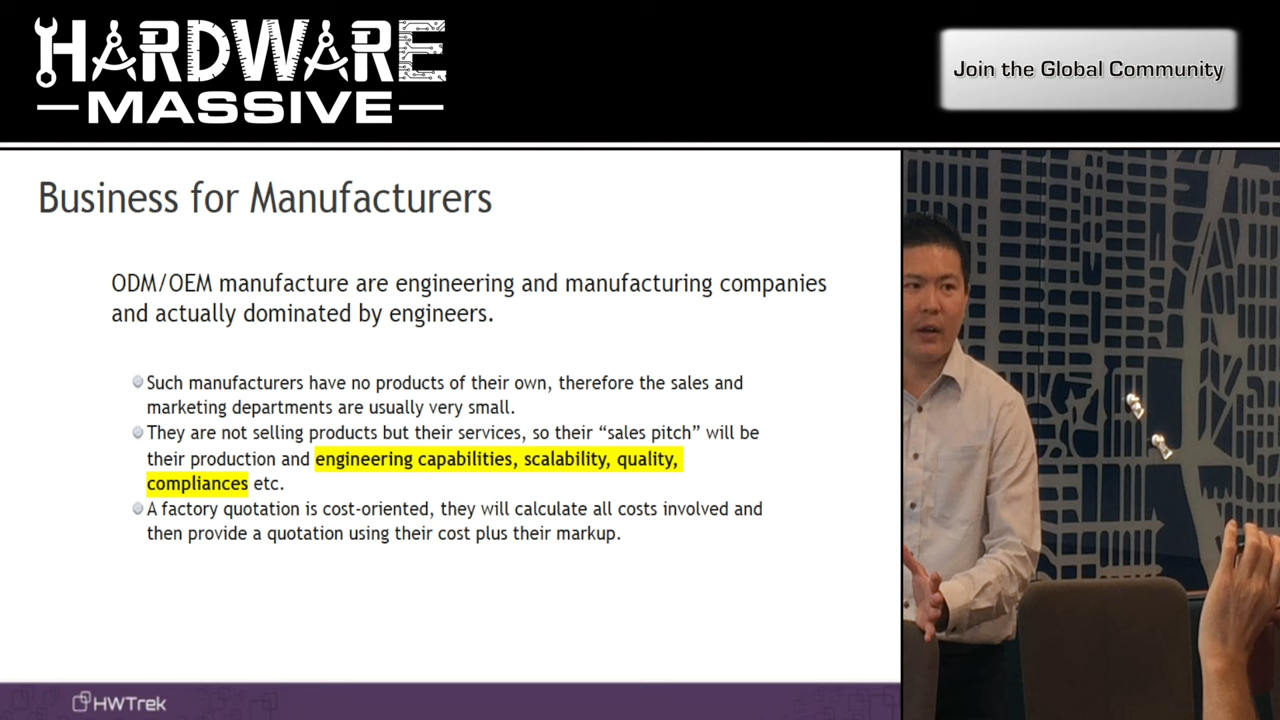 HARDWARE
MASSIVE
Join the Global Community
Business for Manufacturers
ODM/OEM manufacture are engineering and manufacturing companies
and actually dominated by engineers.
Such manufacturers have no products of their own, therefore the sales and
marketing departments are usually very small.
They are not selling products but their services, so their “sales pitch” will be
their production and engineering capabilities, scalability, quality,
compliances etc.
A factory quotation is cost-oriented, they will calculate all costs involved and
then provide a quotation using their cost plus their markup.
HWTrek